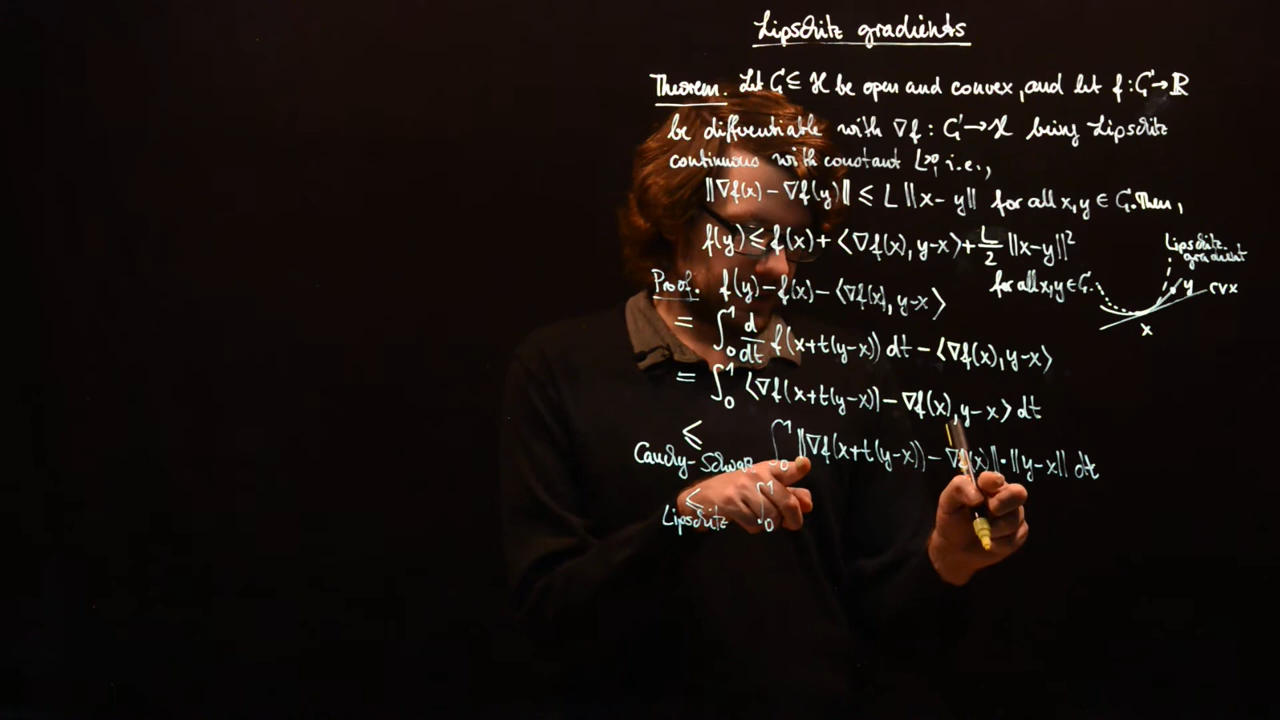 Lipschitz gradients
Theorem. Let G ⊆ H be open and convex, and let f : G → R
be differentiable with ∇f : G → H being Lipschitz
continuous with constant L>0, i.e.,
||∇f(x) − ∇f(y)|| ≤ L ||x − y|| for all x, y ∈ G. Then,
f(y) ≤ f(x) + ⟨∇f(x), y−x⟩ + L/2 ||x−y||²
for all x, y ∈ G.
Lipschitz
gradient
y
cvx
x
Proof. f(y) − f(x) − ⟨∇f(x), y−x⟩
= ∫₀¹ d/dt f(x+t(y−x)) dt − ⟨∇f(x), y−x⟩
= ∫₀¹ ⟨∇f(x+t(y−x)) − ∇f(x), y−x⟩ dt
≤ ∫₀¹ ||∇f(x+t(y−x)) − ∇f(x)|| · ||y−x|| dt
Cauchy-Schwarz
≤ ∫₀¹
Lipschitz